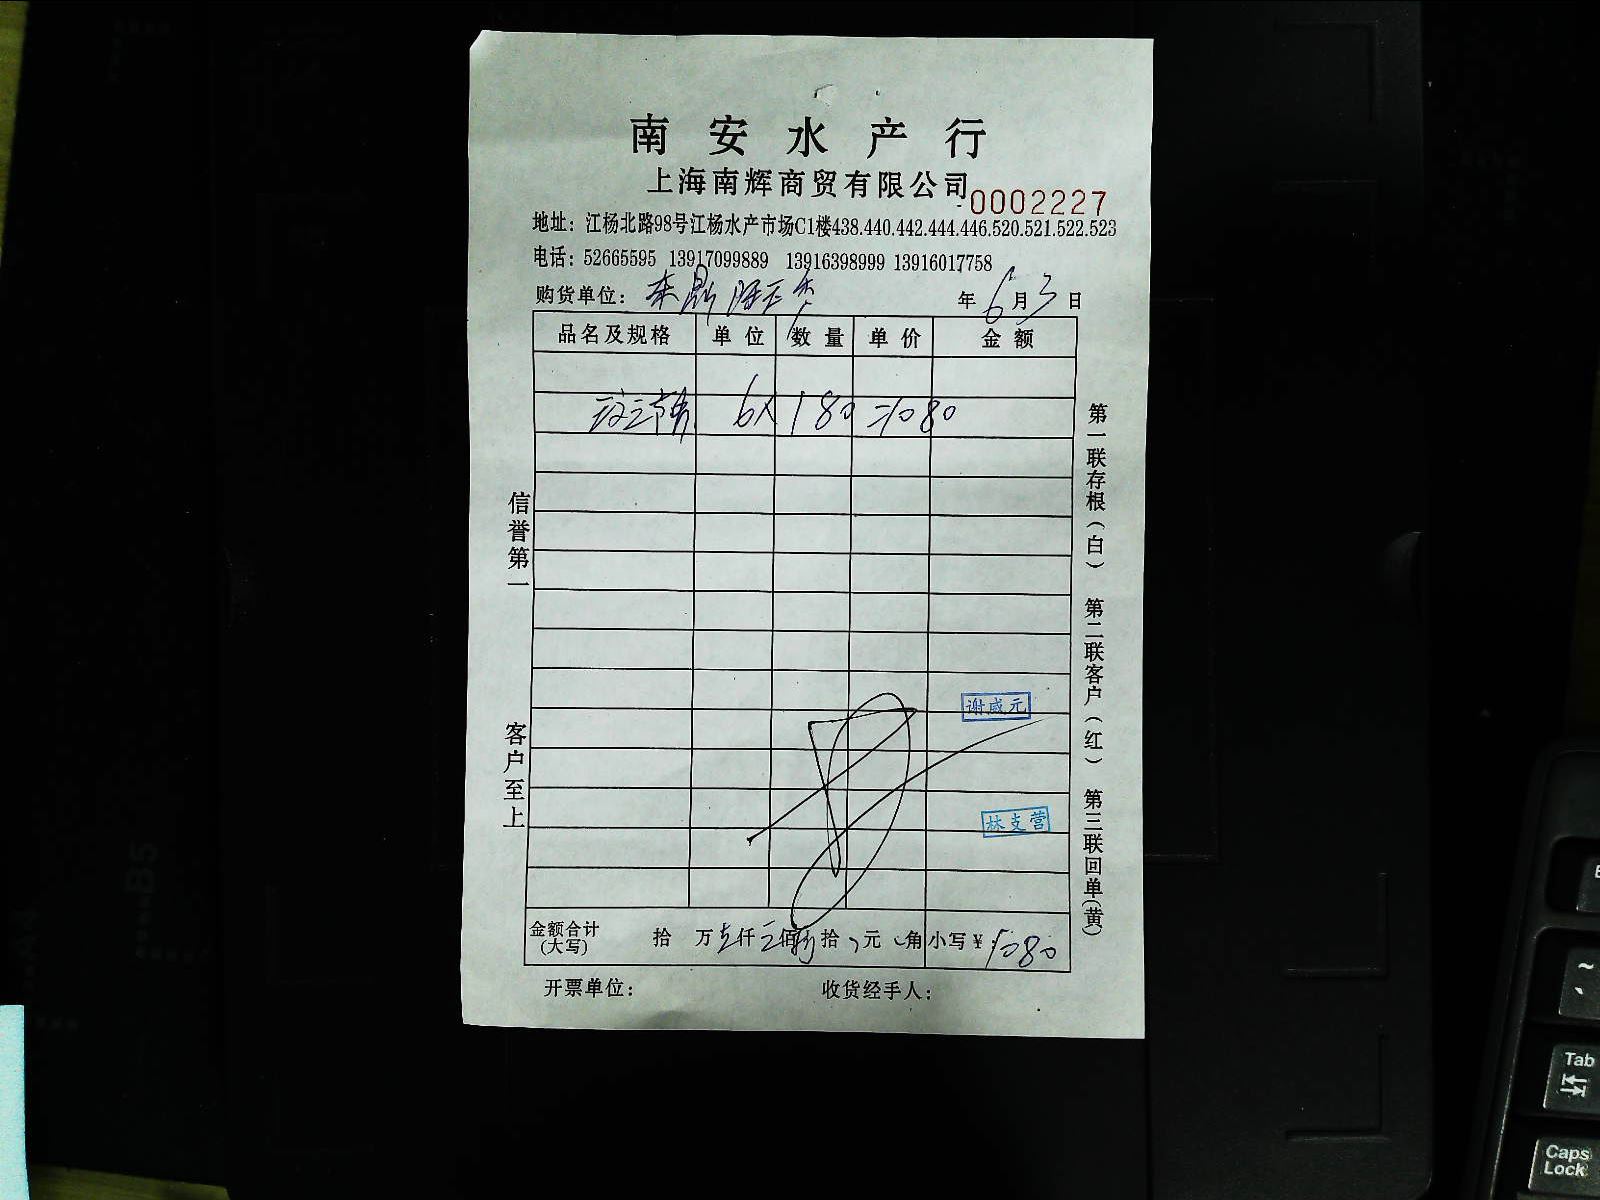 南安水产行
上海南辉商贸有限公司
0002227
地址：江杨北路98号江杨水产市场C1楼438.440.442.444.446.520.521.522.523
电话：52665595 13917099889 13916398999 13916017758
购货单位： 年6月3日
品名及规格 单位 数量 单价 金额
6X 180 =1080
信誉第一
客户至上
第一联存根（白） 第二联客户（红） 第三联回单（黄）
谢威元
林支营
金额合计（大写） 拾 万 仟 佰 拾 元 角 小写￥：1080
开票单位： 收货经手人：
B5
A4
Tab
Caps Lock